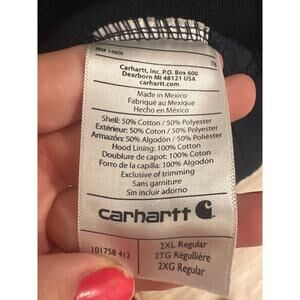 RN# 14806
78
Carhartt, Inc. P.O. Box 600
Dearborn MI 48121 USA
Made in Mexico
Fabriqué au Mexique
Hecho en México
Shell: 50% Cotton / 50% Polyester
Extérieur: 50% Coton / 50% Polyester
Armazón: 50% Algodón / 50% Poliéster
Hood Lining: 100% Cotton
Doublure de capot: 100% Coton
Forro de la capilla: 100% Algodón
Exclusive of trimming
Sans garniture
Sin incluir adorno
carhartt
101758 412
2XL Regular
2TG Régulière
2XG Regular